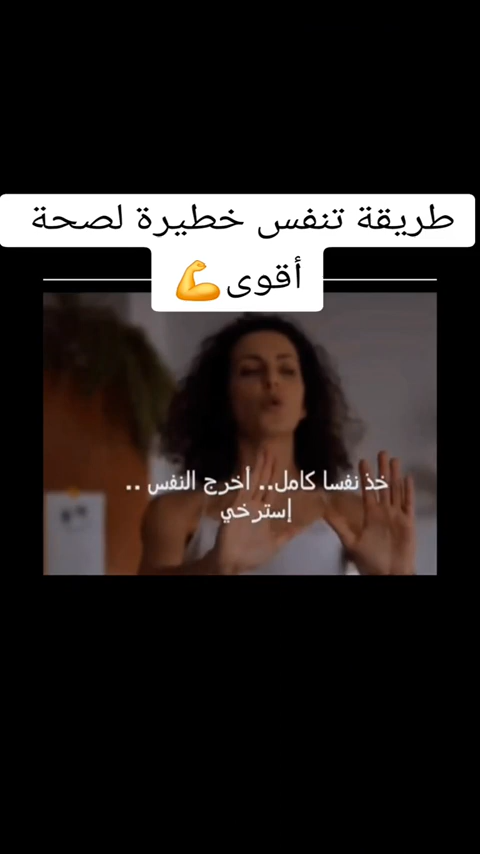 طريقة تنفس خطيرة لصحة
أقوى💪
خذ نفسا كامل.. أخرج النفس ..
إسترخي